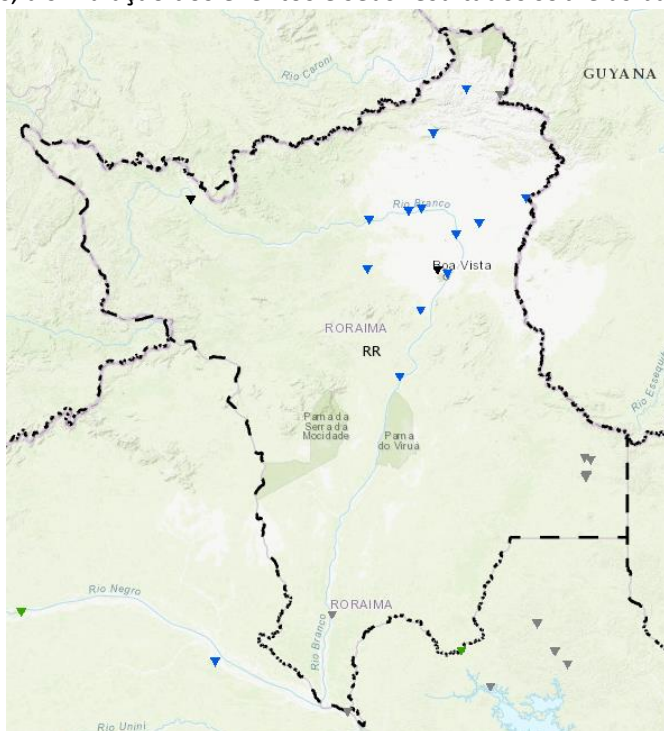 Rio Caroni
GUYANA
Rio Branco
Boa Vista
RORAIMA
RR
Rio Essequi
Parna da
Serra da
Mocidade
Parna
do Viruá
Rio Negro
RORAIMA
Rio Branco
Rio Unini